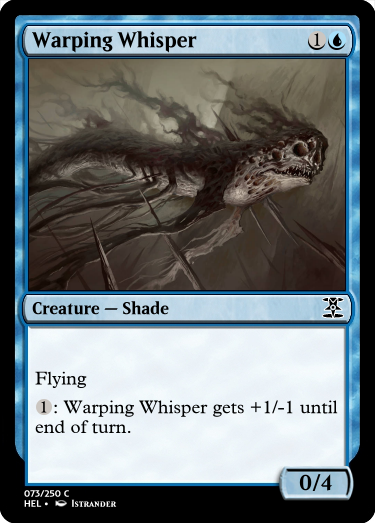 Warping Whisper 1
Creature — Shade
Flying
1: Warping Whisper gets +1/-1 until
end of turn.
0/4
073/250 C
HEL • Istrander